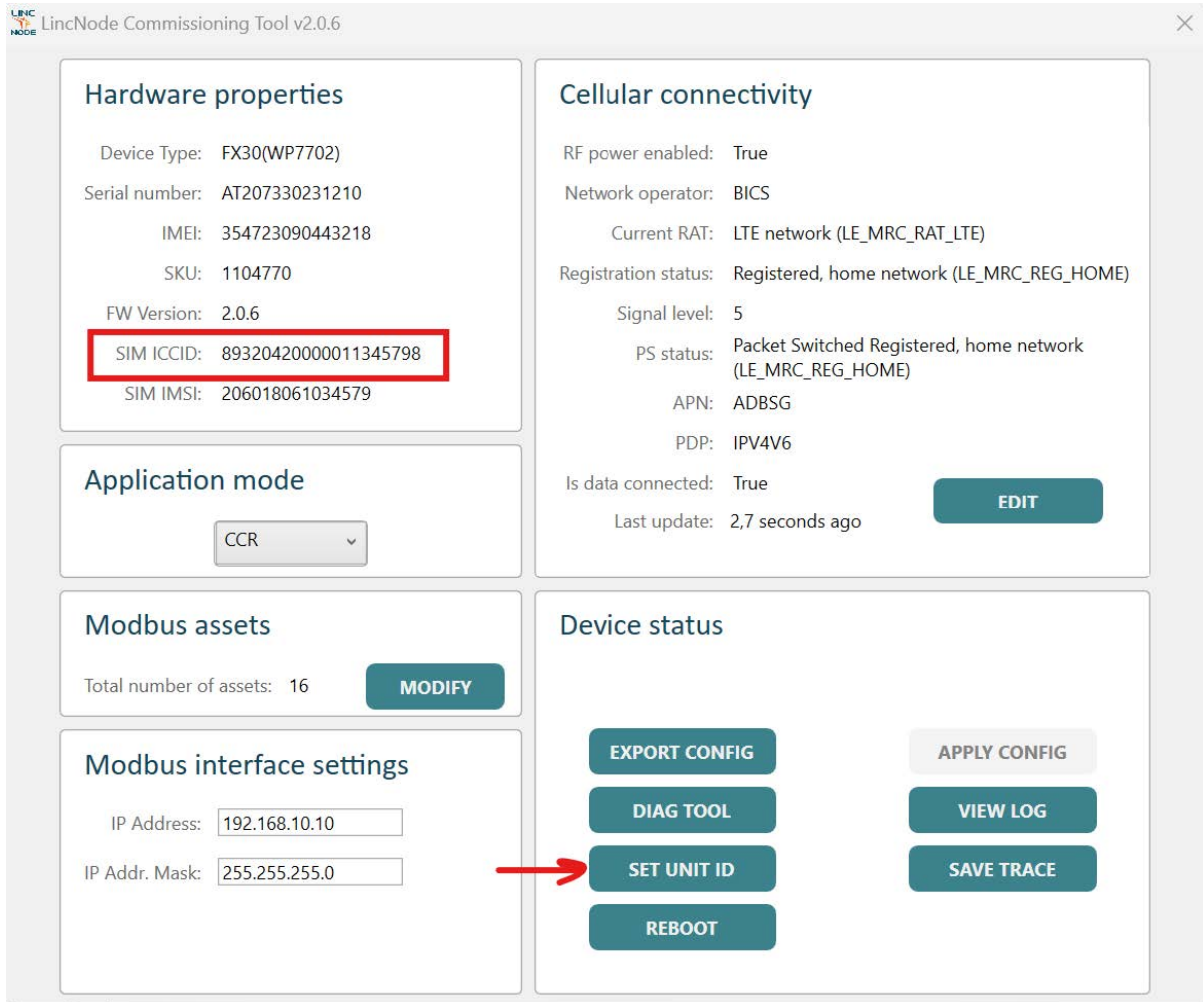 LINC
NODE
LincNode Commissioning Tool v2.0.6
Hardware properties
Device Type: FX30(WP7702)
Serial number: AT207330231210
IMEI: 354723090443218
SKU: 1104770
FW Version: 2.0.6
SIM ICCID: 89320420000011345798
SIM IMSI: 206018061034579
Application mode
CCR
Modbus assets
Total number of assets: 16
MODIFY
Modbus interface settings
IP Address: 192.168.10.10
IP Addr. Mask: 255.255.255.0
Cellular connectivity
RF power enabled: True
Network operator: BICS
Current RAT: LTE network (LE_MRC_RAT_LTE)
Registration status: Registered, home network (LE_MRC_REG_HOME)
Signal level: 5
PS status: Packet Switched Registered, home network
(LE_MRC_REG_HOME)
APN: ADBSG
PDP: IPV4V6
Is data connected: True
Last update: 2,7 seconds ago
EDIT
Device status
EXPORT CONFIG
APPLY CONFIG
DIAG TOOL
VIEW LOG
SET UNIT ID
SAVE TRACE
REBOOT